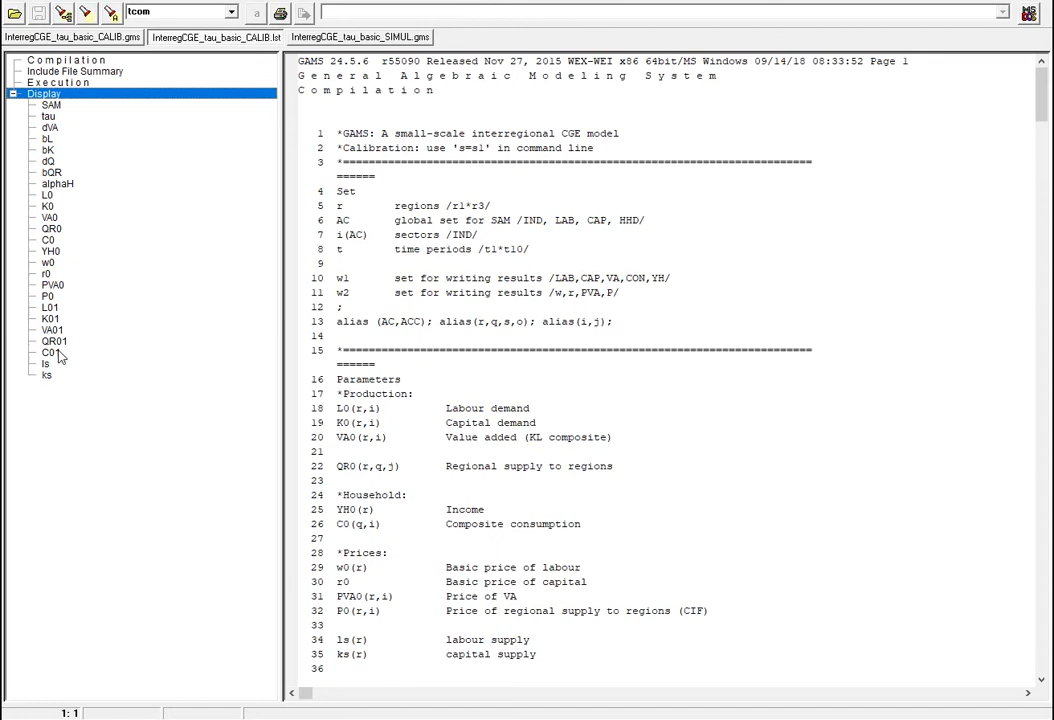 tcom
a
MS
DOS
InterregCGE_tau_basic_CALIB.gms
InterregCGE_tau_basic_CALIB.lst
InterregCGE_tau_basic_SIMUL.gms
Compilation
Include File Summary
Execution
Display
SAM
tau
dVA
bL
bK
dQ
bQR
alphaH
L0
K0
VA0
QR0
C0
YH0
w0
r0
PVA0
P0
L01
K01
VA01
QR01
C01
ls
ks
GAMS 24.5.6  r55090 Released Nov 27, 2015 WEX-WEI x86 64bit/MS Windows 09/14/18 08:33:52 Page 1
G e n e r a l   A l g e b r a i c   M o d e l i n g   S y s t e m
C o m p i l a t i o n
1 *GAMS: A small-scale interregional CGE model
2 *Calibration: use 's=s1' in command line
3 *=========================================================================
======
4 Set
5 r regions /r1*r3/
6 AC global set for SAM /IND, LAB, CAP, HHD/
7 i(AC) sectors /IND/
8 t time periods /t1*t10/
9
10 w1 set for writing results /LAB,CAP,VA,CON,YH/
11 w2 set for writing results /w,r,PVA,P/
12 ;
13 alias (AC,ACC); alias(r,q,s,o); alias(i,j);
14
15 *=========================================================================
======
16 Parameters
17 *Production:
18 L0(r,i) Labour demand
19 K0(r,i) Capital demand
20 VA0(r,i) Value added (KL composite)
21
22 QR0(r,q,j) Regional supply to regions
23
24 *Household:
25 YH0(r) Income
26 C0(q,i) Composite consumption
27
28 *Prices:
29 w0(r) Basic price of labour
30 r0 Basic price of capital
31 PVA0(r,i) Price of VA
32 P0(r,i) Price of regional supply to regions (CIF)
33
34 ls(r) labour supply
35 ks(r) capital supply
36
1: 1